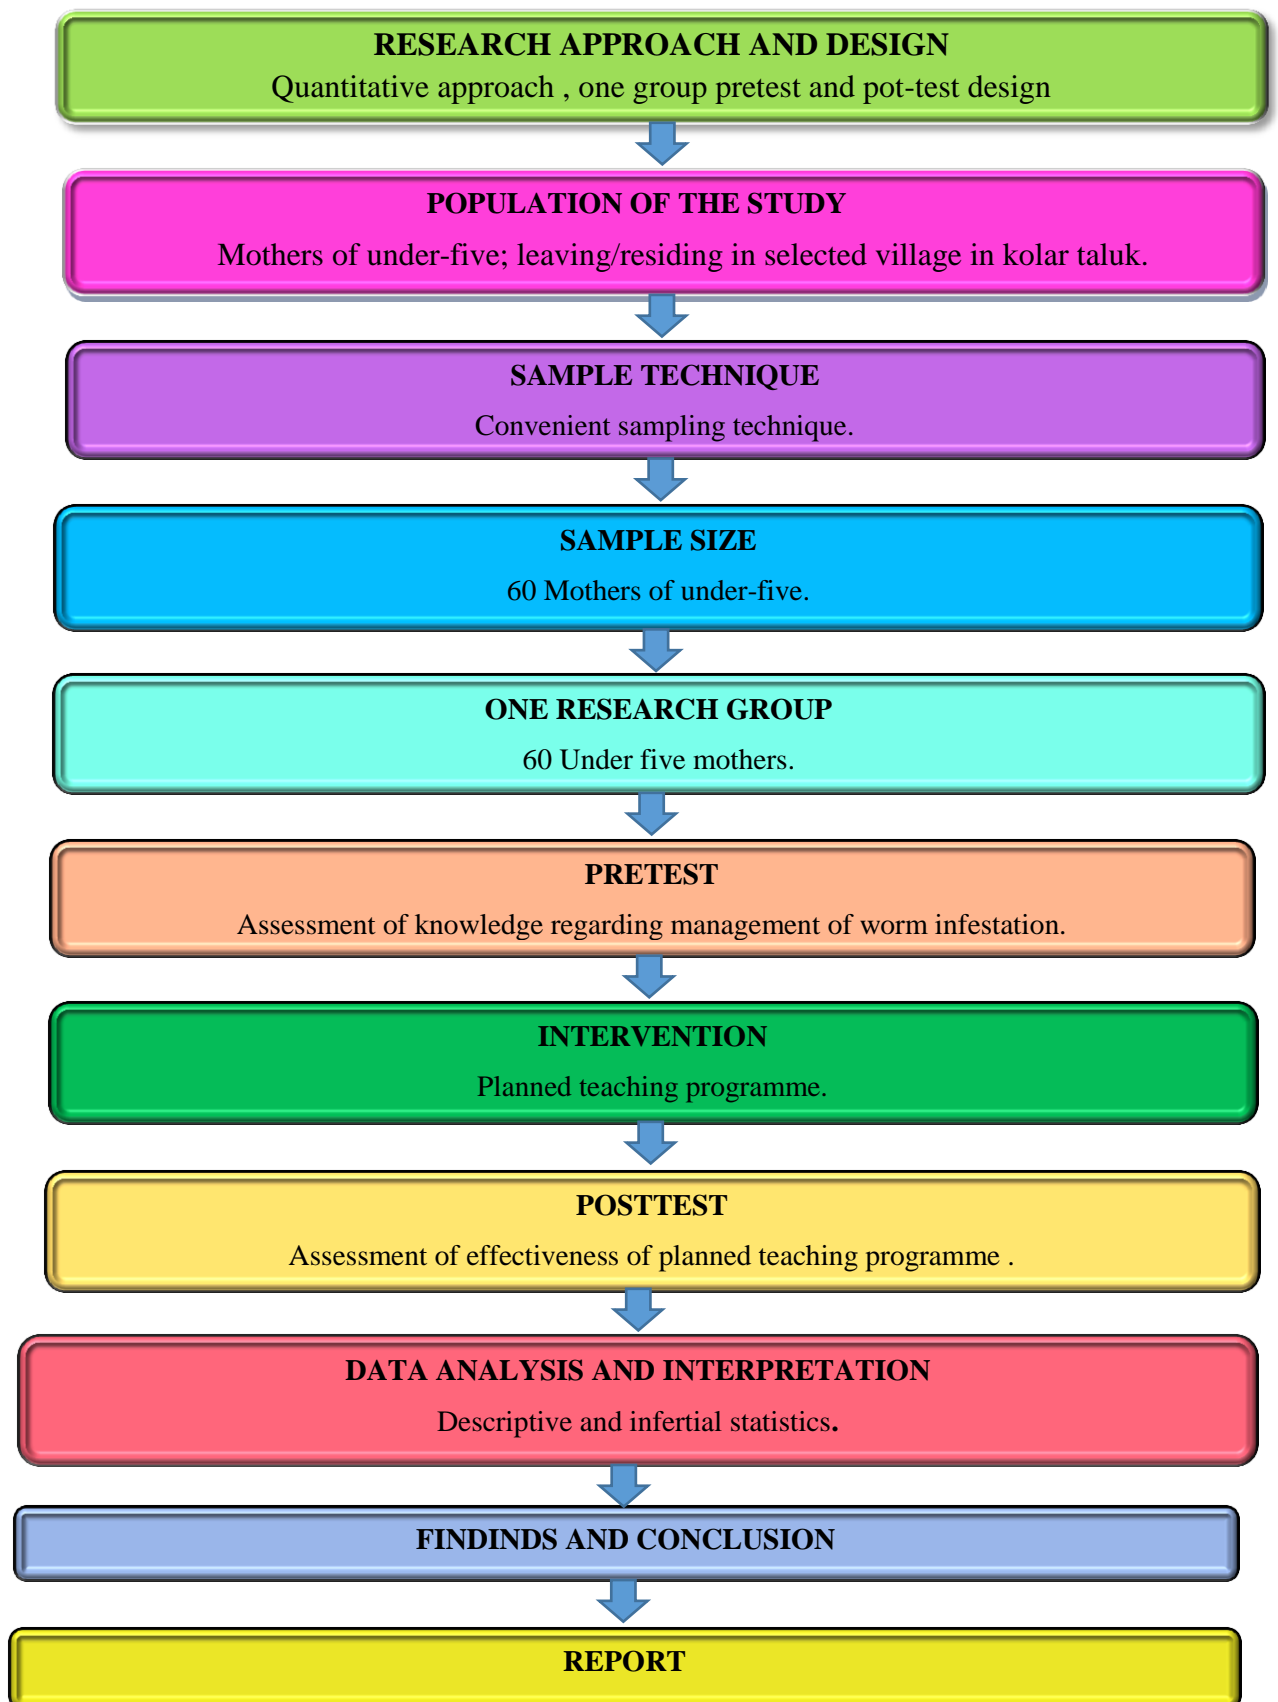 RESEARCH APPROACH AND DESIGN
Quantitative approach , one group pretest and pot-test design
POPULATION OF THE STUDY
Mothers of under-five; leaving/residing in selected village in kolar taluk.
SAMPLE TECHNIQUE
Convenient sampling technique.
SAMPLE SIZE
60 Mothers of under-five.
ONE RESEARCH GROUP
60 Under five mothers.
PRETEST
Assessment of knowledge regarding management of worm infestation.
INTERVENTION
Planned teaching programme.
POSTTEST
Assessment of effectiveness of planned teaching programme .
DATA ANALYSIS AND INTERPRETATION
Descriptive and infertial statistics.
FINDINDS AND CONCLUSION
REPORT